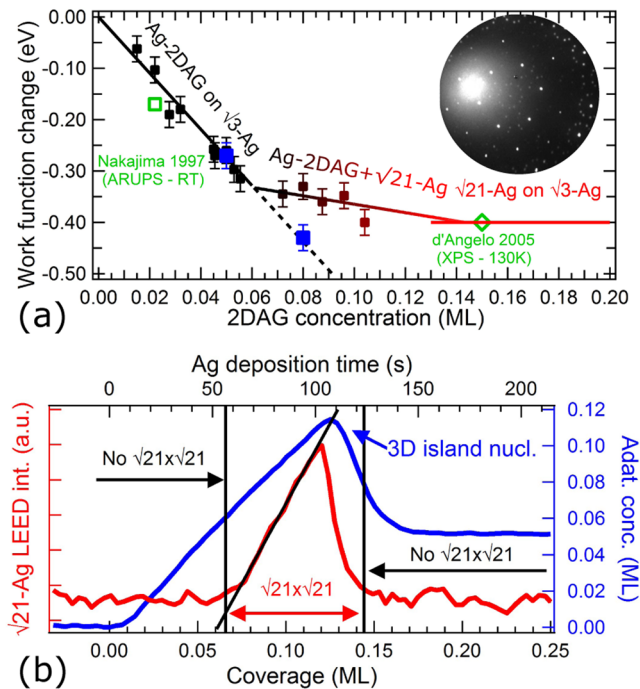 0.00
-0.10
-0.20
-0.30
-0.40
-0.50
Work function change (eV)
Ag-2DAG on √3-Ag
Nakajima 1997
(ARUPS - RT)
Ag-2DAG+√21-Ag √21-Ag on √3-Ag
d'Angelo 2005
(XPS - 130K)
0.00 0.02 0.04 0.06 0.08 0.10 0.12 0.14 0.16 0.18 0.20
(a) 2DAG concentration (ML)
Ag deposition time (s)
0 50 100 150 200
√21-Ag LEED int. (a.u.)
No √21x√21
3D island nucl.
No √21x√21
√21x√21
0.12
0.10
0.08
0.06
0.04
0.02
0.00
Adat. conc. (ML)
0.00 0.05 0.10 0.15 0.20 0.25
(b) Coverage (ML)